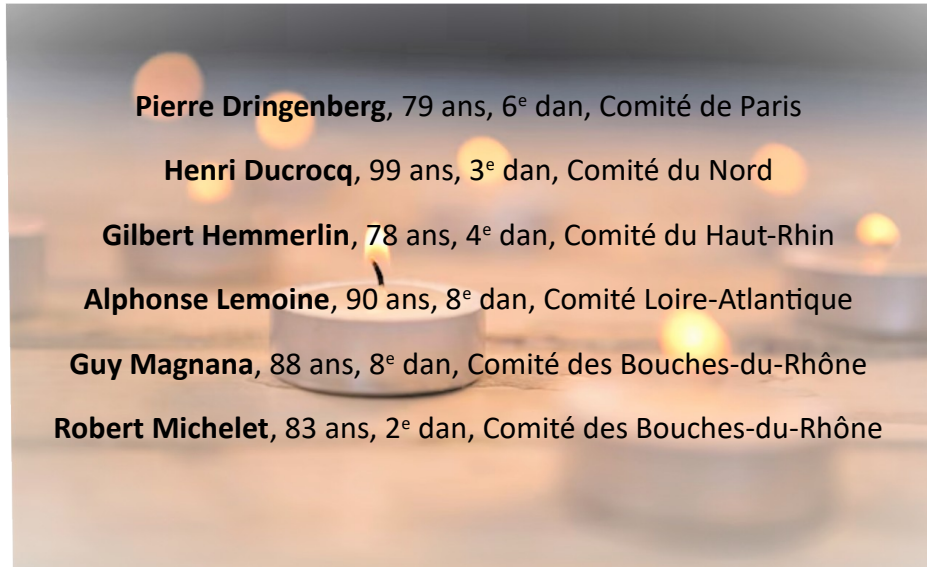 Pierre Dringenberg, 79 ans, 6e dan, Comité de Paris
Henri Ducrocq, 99 ans, 3e dan, Comité du Nord
Gilbert Hemmerlin, 78 ans, 4e dan, Comité du Haut-Rhin
Alphonse Lemoine, 90 ans, 8e dan, Comité Loire-Atlantique
Guy Magnana, 88 ans, 8e dan, Comité des Bouches-du-Rhône
Robert Michelet, 83 ans, 2e dan, Comité des Bouches-du-Rhône